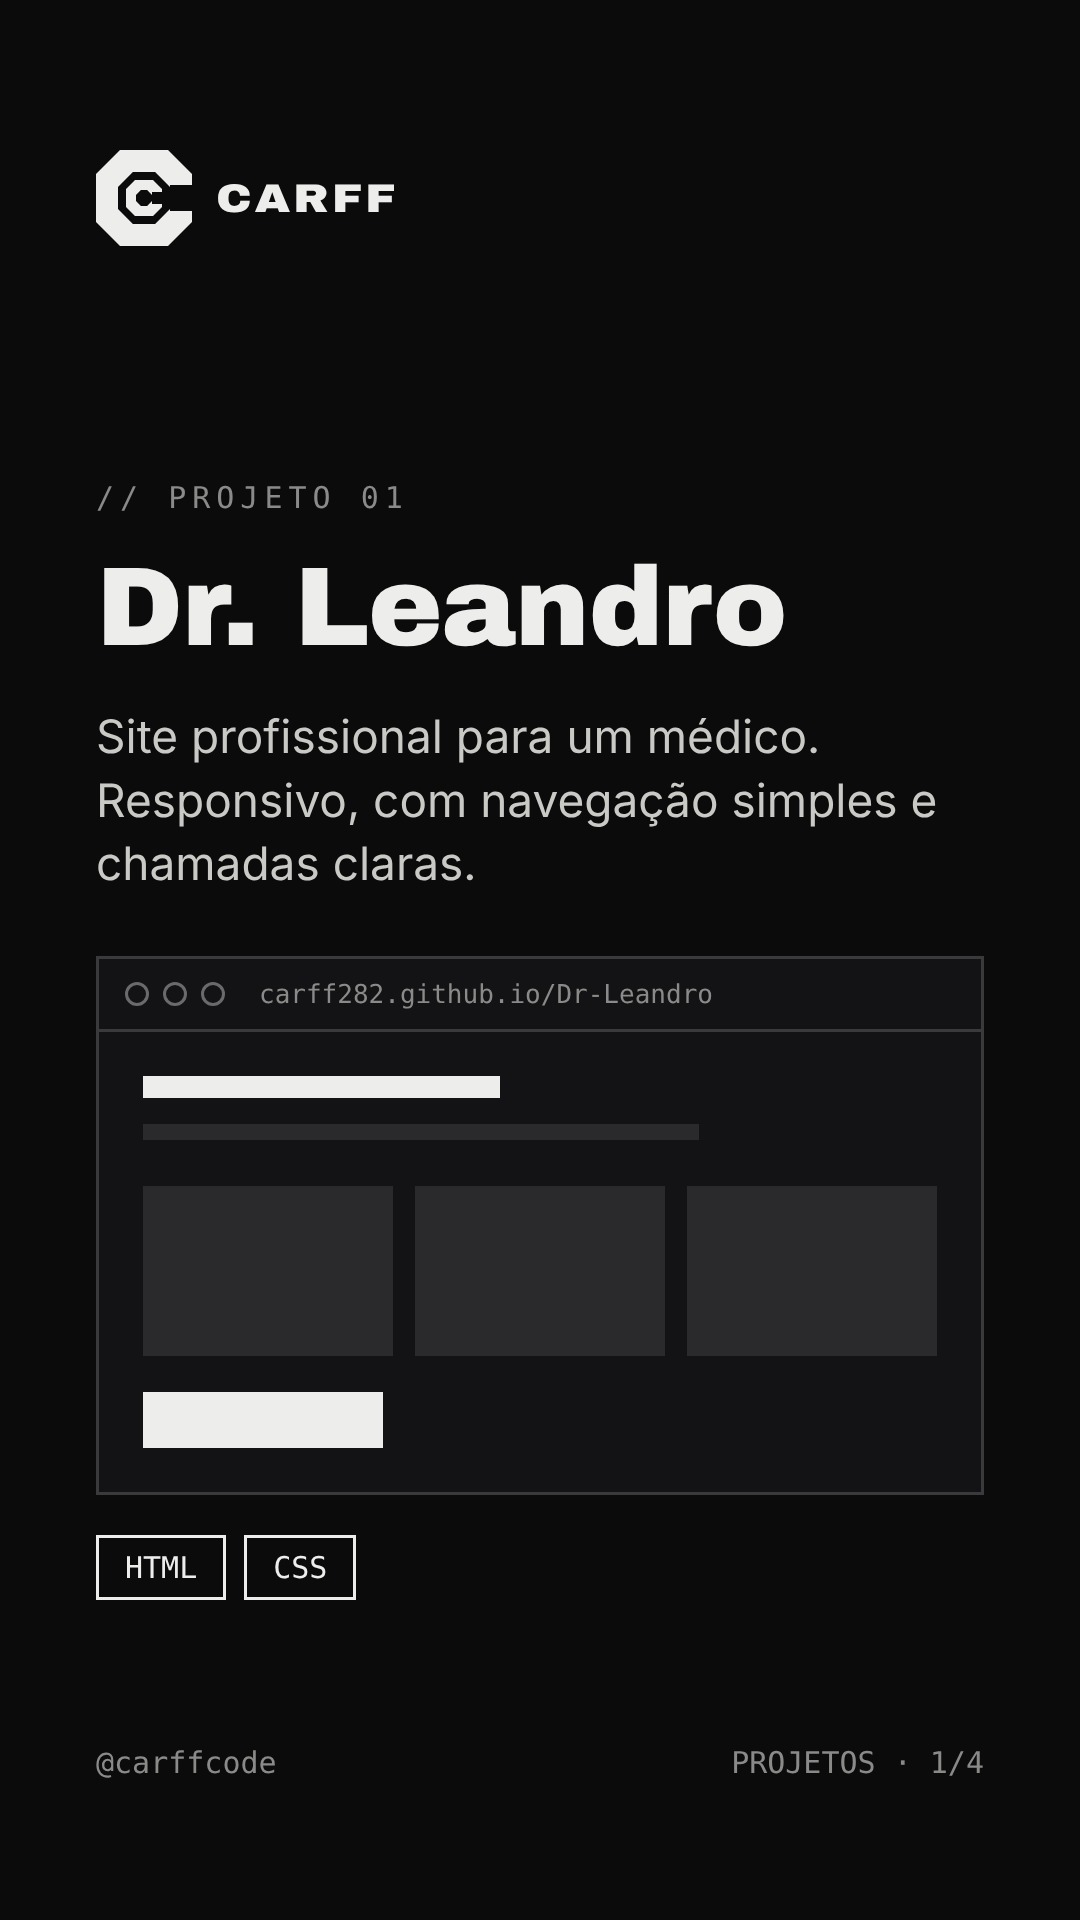 CARFF
// PROJETO 01
Dr. Leandro
Site profissional para um médico.
Responsivo, com navegação simples e
chamadas claras.
carff282.github.io/Dr-Leandro
HTML CSS
@carffcode PROJETOS · 1/4